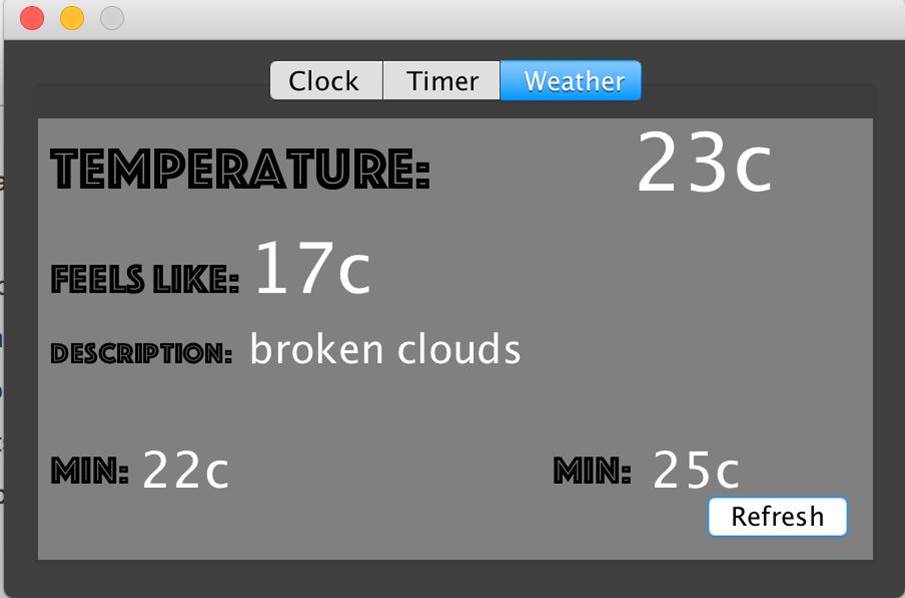 Clock Timer Weather
TEMPERATURE: 23c
FEELS LIKE: 17c
DESCRIPTION: broken clouds
MIN: 22c MIN: 25c
Refresh